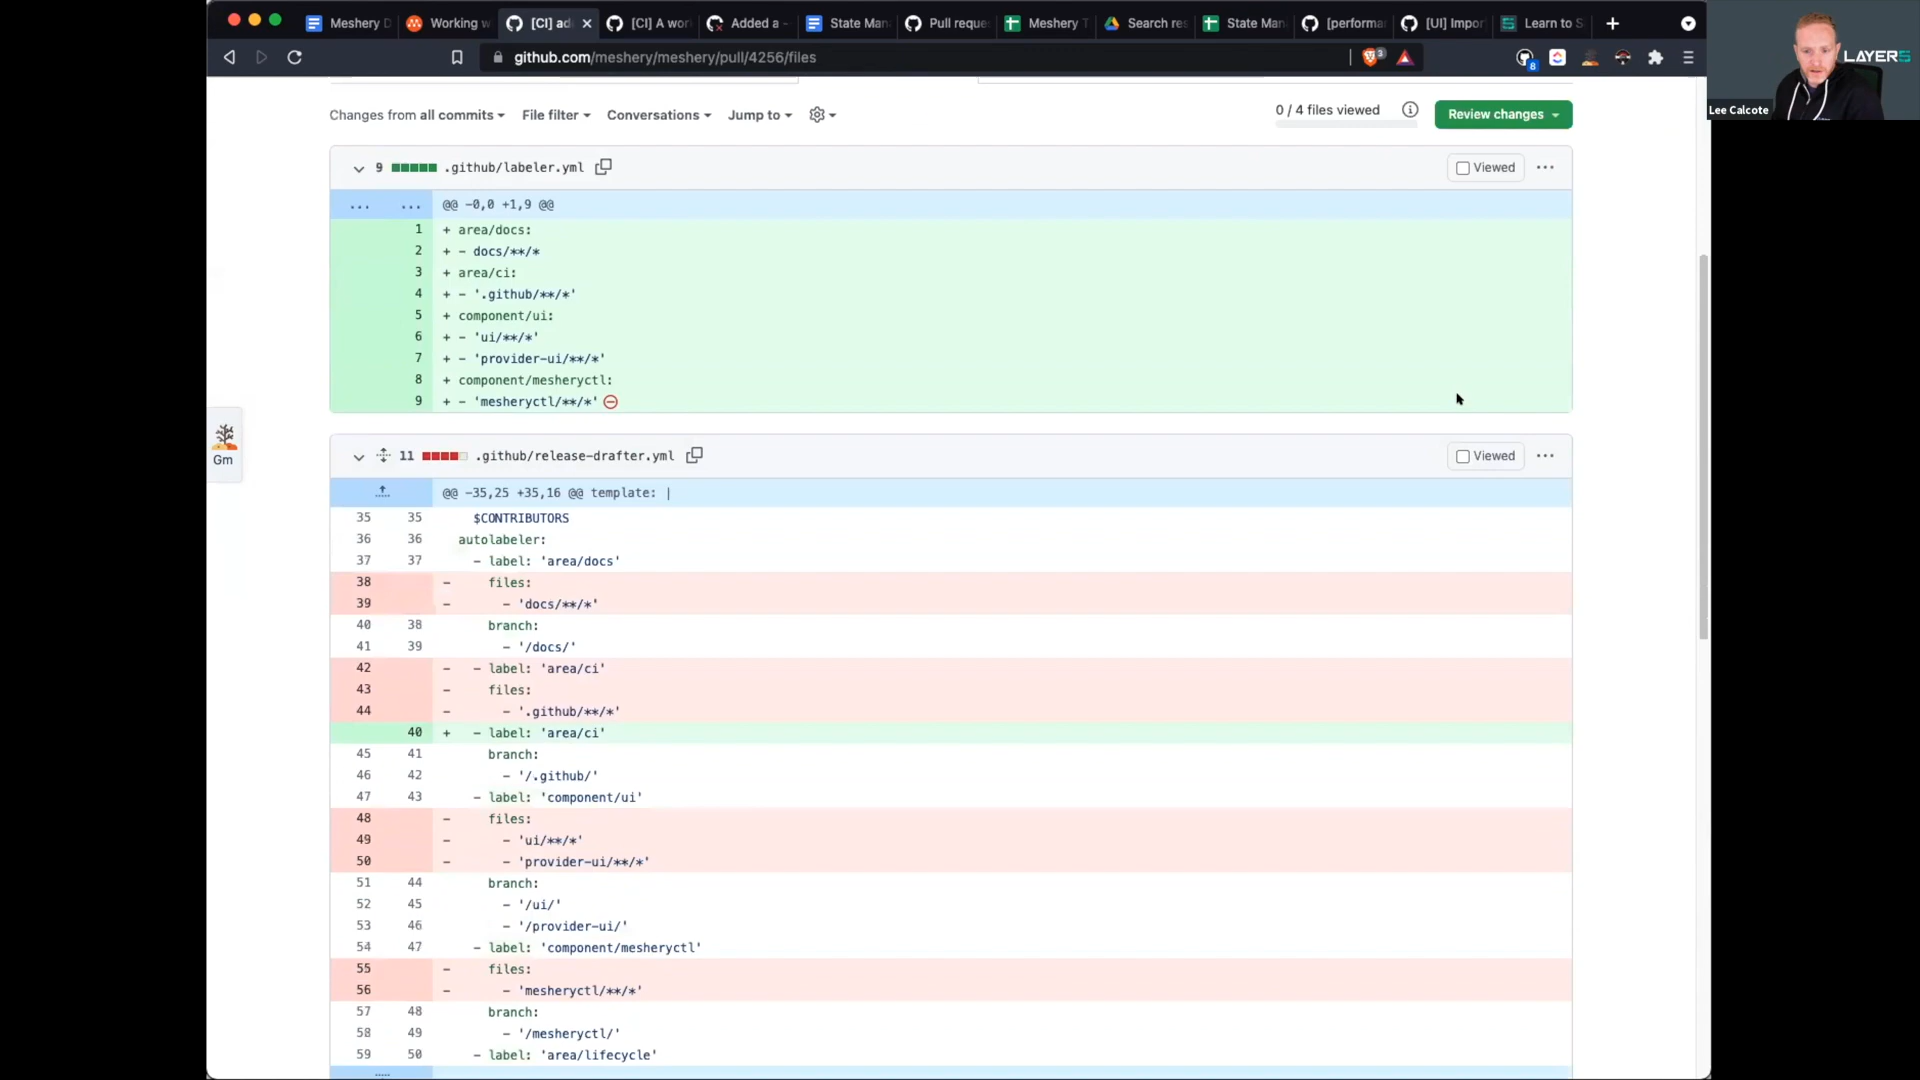 Meshery D
Working w
[CI] ad
[CI] A wor
Added a
State Man
Pull reque
Meshery T
Search res
State Man
[performa
[UI] Impor
Learn to S
github.com/meshery/meshery/pull/4256/files
3
8
LAYER5
Lee Calcote
Changes from all commits
File filter
Conversations
Jump to
0 / 4 files viewed
Review changes
9 .github/labeler.yml
Viewed
... ... @@ -0,0 +1,9 @@
1 + area/docs:
2 + - docs/**/*
3 + area/ci:
4 + - '.github/**/*'
5 + component/ui:
6 + - 'ui/**/*'
7 + - 'provider-ui/**/*'
8 + component/mesheryctl:
9 + - 'mesheryctl/**/*'
Gm
11 .github/release-drafter.yml
Viewed
@@ -35,25 +35,16 @@ template: |
35 35 $CONTRIBUTORS
36 36 autolabeler:
37 37 - label: 'area/docs'
38 - files:
39 - - 'docs/**/*'
40 38 branch:
41 39 - '/docs/'
42 - - label: 'area/ci'
43 - files:
44 - - '.github/**/*'
40 + - label: 'area/ci'
45 41 branch:
46 42 - '/.github/'
47 43 - label: 'component/ui'
48 - files:
49 - - 'ui/**/*'
50 - - 'provider-ui/**/*'
51 44 branch:
52 45 - '/ui/'
53 46 - '/provider-ui/'
54 47 - label: 'component/mesheryctl'
55 - files:
56 - - 'mesheryctl/**/*'
57 48 branch:
58 49 - '/mesheryctl/'
59 50 - label: 'area/lifecycle'